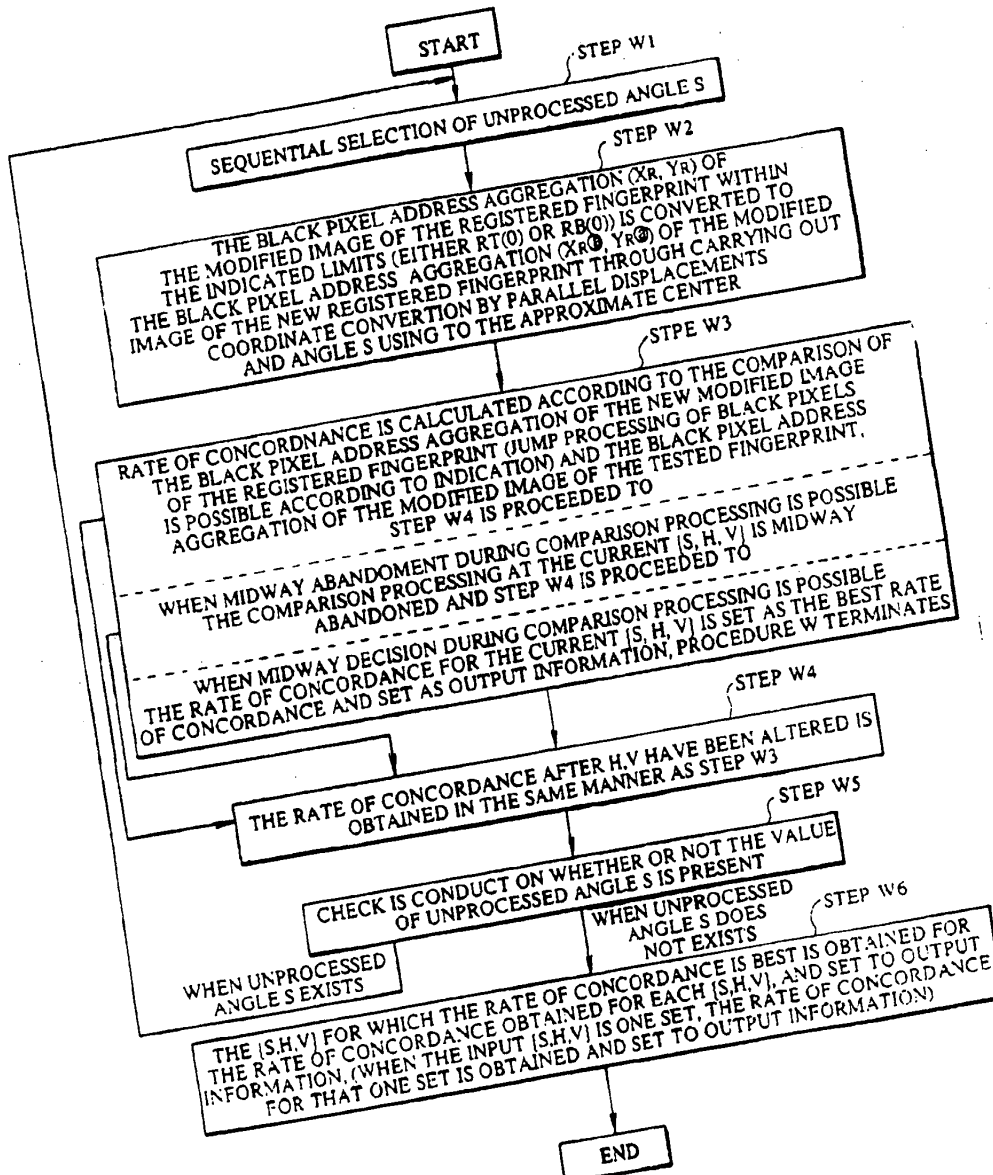 START
STEP W1
SEQUENTIAL SELECTION OF UNPROCESSED ANGLE S
STEP W2
THE BLACK PIXEL ADDRESS AGGREGATION (XR, YR) OF
THE MODIFIED IMAGE OF THE REGISTERED FINGERPRINT WITHIN
THE INDICATED LIMITS (EITHER RT(0) OR RB(0)) IS CONVERTED TO
THE BLACK PIXEL ADDRESS AGGREGATION (XRⓐ, YRⓐ) OF THE MODIFIED
IMAGE OF THE NEW REGISTERED FINGERPRINT THROUGH CARRYING OUT
COORDINATE CONVERTION BY PARALLEL DISPLACEMENTS
AND ANGLE S USING TO THE APPROXIMATE CENTER
STPE W3
RATE OF CONCORDNANCE IS CALCULATED ACCORDING TO THE COMPARISON OF
THE BLACK PIXEL ADDRESS AGGREGATION OF THE NEW MODIFIED IMAGE
OF THE REGISTERED FINGERPRINT (JUMP PROCESSING OF BLACK PIXELS
IS POSSIBLE ACCORDING TO INDICATION) AND THE BLACK PIXEL ADDRESS
AGGREGATION OF THE MODIFIED IMAGE OF THE TESTED FINGERPRINT,
STEP W4 IS PROCEEDED TO
WHEN MIDWAY ABANDOMENT DURING COMPARISON PROCESSING IS POSSIBLE
THE COMPARISON PROCESSING AT THE CURRENT [S, H, V] IS MIDWAY
ABANDONED AND STEP W4 IS PROCEEDED TO
WHEN MIDWAY DECISION DURING COMPARISON PROCESSING IS POSSIBLE
THE RATE OF CONCORDANCE FOR THE CURRENT [S, H, V] IS SET AS THE BEST RATE
OF CONCORDANCE AND SET AS OUTPUT INFORMATION, PROCEDURE W TERMINATES
STEP W4
THE RATE OF CONCORDANCE AFTER H,V HAVE BEEN ALTERED IS
OBTAINED IN THE SAME MANNER AS STEP W3
STEP W5
CHECK IS CONDUCT ON WHETHER OR NOT THE VALUE
OF UNPROCESSED ANGLE S IS PRESENT
WHEN UNPROCESSED
ANGLE S EXISTS
WHEN UNPROCESSED
ANGLE S DOES
NOT EXISTS
STEP W6
THE [S,H,V] FOR WHICH THE RATE OF CONCORDANCE IS BEST IS OBTAINED FOR
THE RATE OF CONCORDANCE OBTAINED FOR EACH [S,H,V], AND SET TO OUTPUT
INFORMATION, (WHEN THE INPUT [S,H,V] IS ONE SET, THE RATE OF CONCORDANCE
FOR THAT ONE SET IS OBTAINED AND SET TO OUTPUT INFORMATION)
END